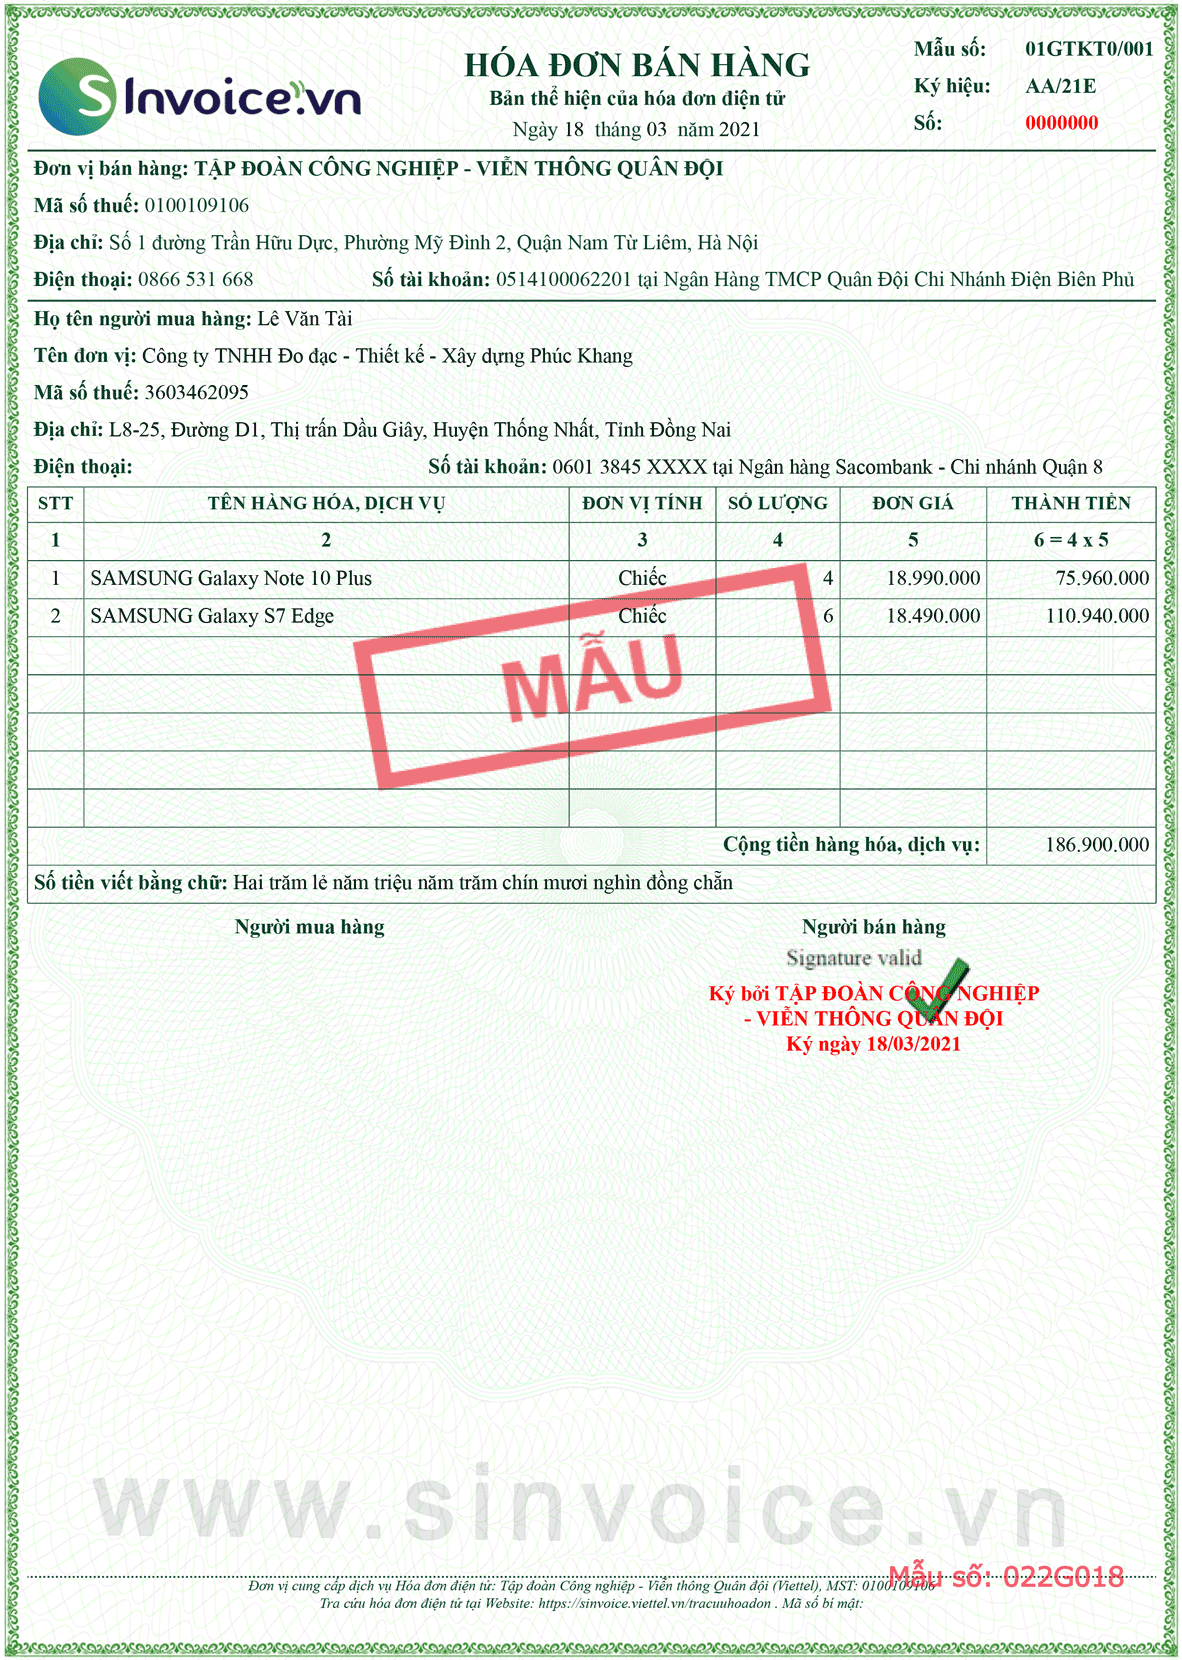 SInvoice.vn
HÓA ĐƠN BÁN HÀNG
Bản thể hiện của hóa đơn điện tử
Ngày 18 tháng 03 năm 2021
Mẫu số: 01GTKT0/001
Ký hiệu: AA/21E
Số: 0000000
Đơn vị bán hàng: TẬP ĐOÀN CÔNG NGHIỆP - VIỄN THÔNG QUÂN ĐỘI
Mã số thuế: 0100109106
Địa chỉ: Số 1 đường Trần Hữu Dực, Phường Mỹ Đình 2, Quận Nam Từ Liêm, Hà Nội
Điện thoại: 0866 531 668 Số tài khoản: 0514100062201 tại Ngân Hàng TMCP Quân Đội Chi Nhánh Điện Biên Phủ
Họ tên người mua hàng: Lê Văn Tài
Tên đơn vị: Công ty TNHH Đo đạc - Thiết kế - Xây dựng Phúc Khang
Mã số thuế: 3603462095
Địa chỉ: L8-25, Đường D1, Thị trấn Dầu Giây, Huyện Thống Nhất, Tỉnh Đồng Nai
Điện thoại: Số tài khoản: 0601 3845 XXXX tại Ngân hàng Sacombank - Chi nhánh Quận 8
STT TÊN HÀNG HÓA, DỊCH VỤ ĐƠN VỊ TÍNH SỐ LƯỢNG ĐƠN GIÁ THÀNH TIỀN
1 2 3 4 5 6 = 4 x 5
1 SAMSUNG Galaxy Note 10 Plus Chiếc 4 18.990.000 75.960.000
2 SAMSUNG Galaxy S7 Edge Chiếc 6 18.490.000 110.940.000
MẪU
Cộng tiền hàng hóa, dịch vụ: 186.900.000
Số tiền viết bằng chữ: Hai trăm lẻ năm triệu năm trăm chín mươi nghìn đồng chẵn
Người mua hàng Người bán hàng
Signature valid
Ký bởi TẬP ĐOÀN CÔNG NGHIỆP
- VIỄN THÔNG QUÂN ĐỘI
Ký ngày 18/03/2021
www.sinvoice.vn
Mẫu số: 022G018
Đơn vị cung cấp dịch vụ Hóa đơn điện tử: Tập đoàn Công nghiệp - Viễn thông Quân đội (Viettel), MST: 0100109106
Tra cứu hóa đơn điện tử tại Website: https://sinvoice.viettel.vn/tracuuhoadon . Mã số bí mật: